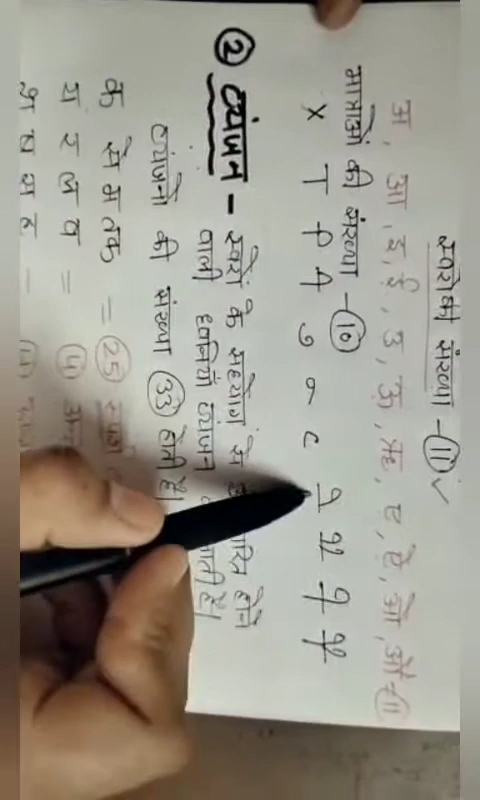 स्वरो की संख्या - 11 ✓
अ, आ, इ, ई, उ, ऊ, ऋ, ए, ऐ, ओ, औ = 11
मात्राओं की संख्या - 10
x ा ि ी ु ू ृ े ै ो ौ
② व्यंजन - स्वरों के सहयोग से होने
वाली ध्वनियाँ व्यंजन
व्यंजनो की संख्या 33 होती है।
क से म तक = 25
य र ल व = 4
श ष स ह =